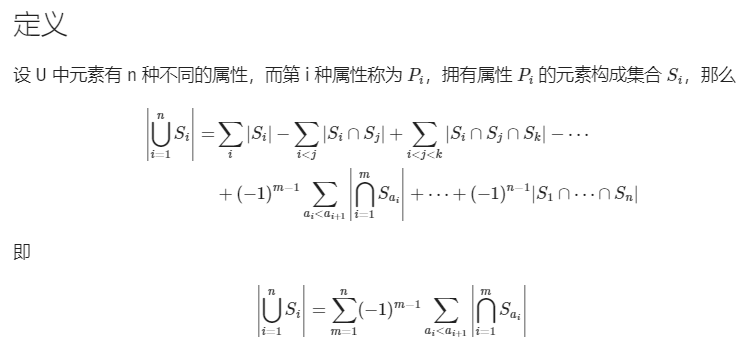 定义
设 U 中元素有 n 种不同的属性，而第 i 种属性称为 $P_i$，拥有属性 $P_i$ 的元素构成集合 $S_i$，那么
$$\left|\bigcup_{i=1}^{n} S_i\right| = \sum_{i} |S_i| - \sum_{i<j} |S_i \cap S_j| + \sum_{i<j<k} |S_i \cap S_j \cap S_k| - \cdots$$
$$+ (-1)^{m-1} \sum_{a_i<a_{i+1}} \left|\bigcap_{i=1}^{m} S_{a_i}\right| + \cdots + (-1)^{n-1} |S_1 \cap \cdots \cap S_n|$$
即
$$\left|\bigcup_{i=1}^{n} S_i\right| = \sum_{m=1}^{n} (-1)^{m-1} \sum_{a_i<a_{i+1}} \left|\bigcap_{i=1}^{m} S_{a_i}\right|$$